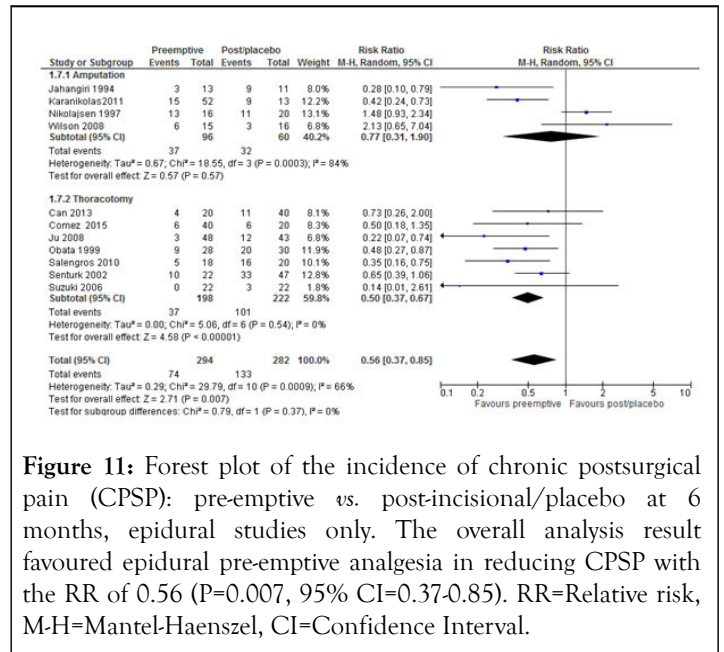 Preemptive Post/placebo Risk Ratio Risk Ratio
Study or Subgroup Events Total Events Total Weight M-H, Random, 95% CI M-H, Random, 95% CI
1.7.1 Amputation
Jahangiri 1994 3 13 9 11 8.0% 0.28 [0.10, 0.79]
Karanikolas2011 15 52 9 13 13.0% 0.42 [0.24, 0.73]
Nikolajsen 1997 13 16 11 20 1.48 [0.93, 2.34]
Wilson 2008 6 15 3 16 6.8% 2.13 [0.65, 7.04]
Subtotal (95% CI) 96 60 40.2% 0.77 [0.31, 1.90]
Total events 37 32
Heterogeneity: Tau² = 0.67; Chi² = 18.55, df = 3 (P = 0.0003); I² = 84%
Test for overall effect: Z = 0.57 (P = 0.57)
1.7.2 Thoracotomy
Can 2013 4 20 11 40 8.1% 0.73 [0.26, 2.00]
Comez 2015 6 40 6 20 8.3% 0.50 [0.18, 1.35]
Ju 2008 3 48 12 43 7.1% 0.22 [0.07, 0.74]
Obata 1999 9 28 20 30 11.9% 0.48 [0.27, 0.87]
Salengros 2010 5 18 16 20 10.1% 0.35 [0.16, 0.75]
Senturk 2002 10 22 33 47 0.65 [0.39, 1.06]
Suzuki 2006 0 22 3 22 0.14 [0.01, 2.61]
Subtotal (95% CI) 198 222 59.8% 0.50 [0.37, 0.67]
Total events 37 101
Heterogeneity: Tau² = 0.00; Chi² = 5.06, df = 6 (P = 0.54); I² = 0%
Test for overall effect: Z = 4.58 (P < 0.00001)
Total (95% CI) 294 282 100.0% 0.56 [0.37, 0.85]
Total events 74 133
Heterogeneity: Tau² = 0.29; Chi² = 29.79, df = 10 (P = 0.0009); I² = 66%
Test for overall effect: Z = 2.71 (P = 0.007)
Test for subgroup differences: Chi² = 0.79, df = 1 (P = 0.37), I² = 0%
0.1 0.2 0.5 1 2 5 10
Favours preemptive Favours post/placebo
Figure 11: Forest plot of the incidence of chronic postsurgical
pain (CPSP): pre-emptive vs. post-incisional/placebo at 6
months, epidural studies only. The overall analysis result
favoured epidural pre-emptive analgesia in reducing CPSP with
the RR of 0.56 (P=0.007, 95% CI=0.37-0.85). RR=Relative risk,
M-H=Mantel-Haenszel, CI=Confidence Interval.